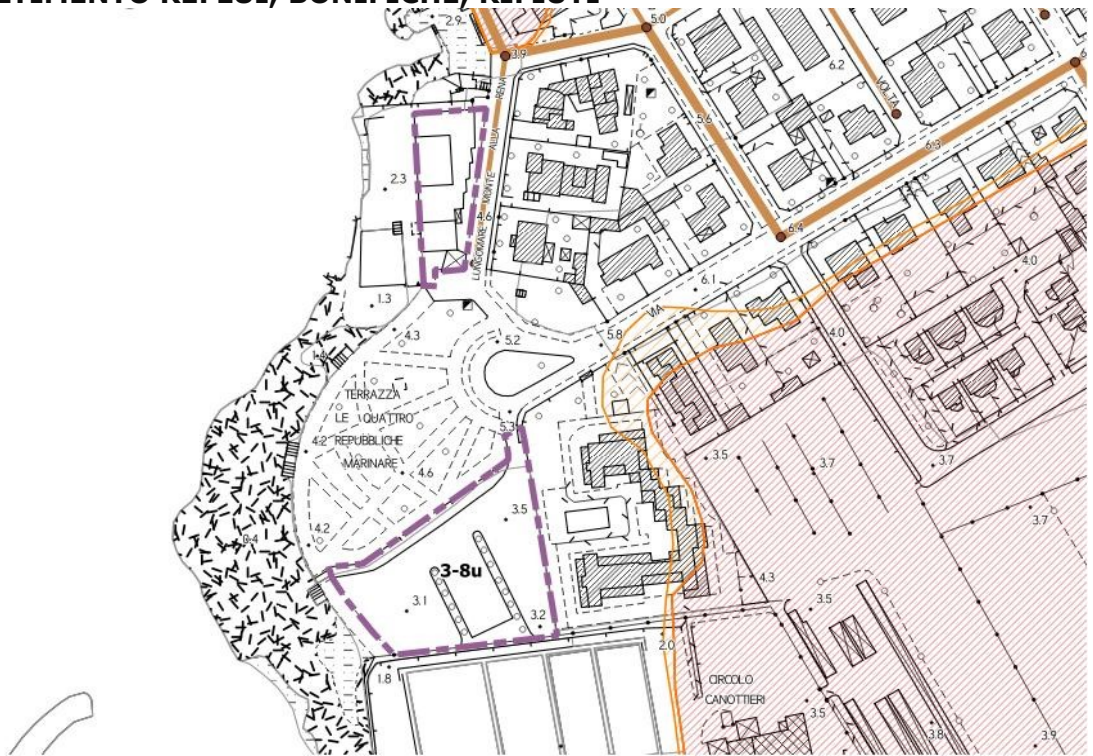 2.9
5.0
3.9
6.2
VOLTA
RENA
5.6
ALIA
6.3
2.3
MONTE
4.6
LUNGOMARE
6.4
4.0
6.1
1.3
VIA
4.3
5.2
5.8
4.0
TERRAZZA
LE QUATTRO
5.3
4.2 REPUBBLICHE
MARINARE
4.6
3.5
3.7
3.7
3.5
4.2
3.7
3-8u
4.3
3.1
3.2
3.5
2.0
1.8
CIRCOLO
CANOTTIERI
3.5
3.8
3.9